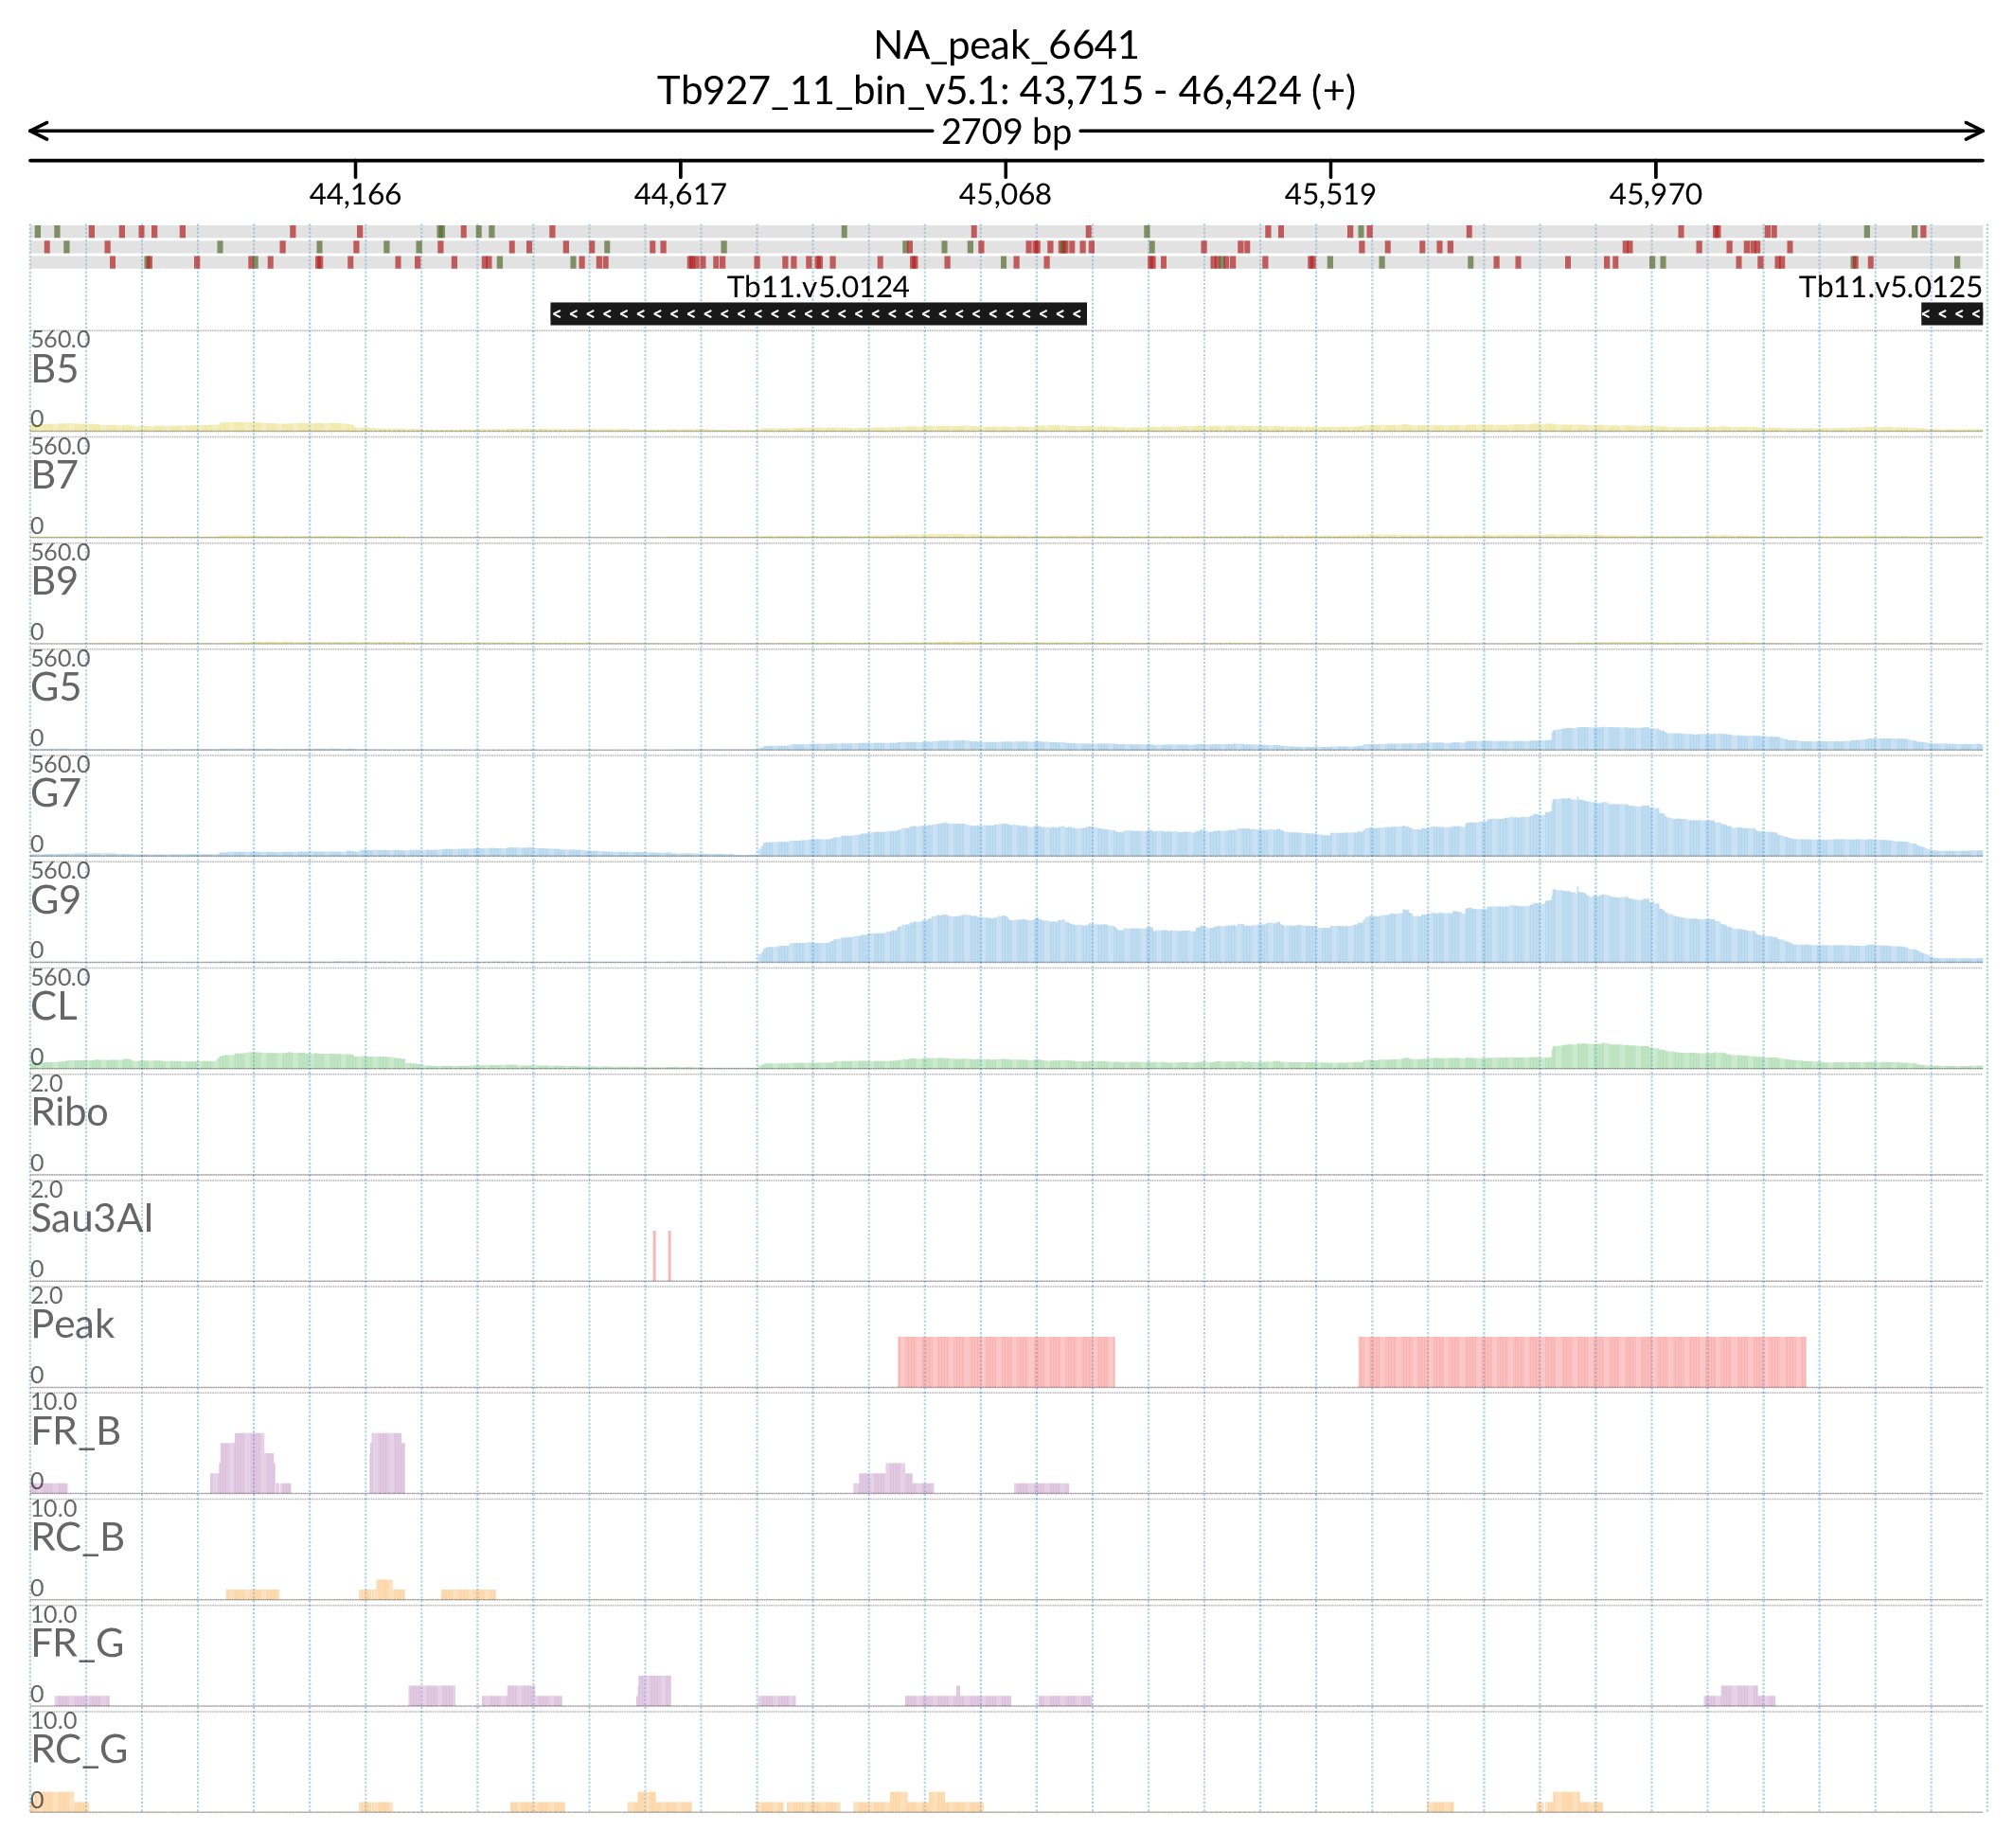 NA_peak_6641
Tb927_11_bin_v5.1: 43,715 - 46,424 (+)
2709 bp
44,166 44,617 45,068 45,519 45,970
Tb11.v5.0124 Tb11.v5.0125
560.0
B5
0
560.0
B7
0
560.0
B9
0
560.0
G5
0
560.0
G7
0
560.0
G9
0
560.0
CL
0
2.0
Ribo
0
2.0
Sau3AI
0
2.0
Peak
0
10.0
FR_B
0
10.0
RC_B
0
10.0
FR_G
0
10.0
RC_G
0